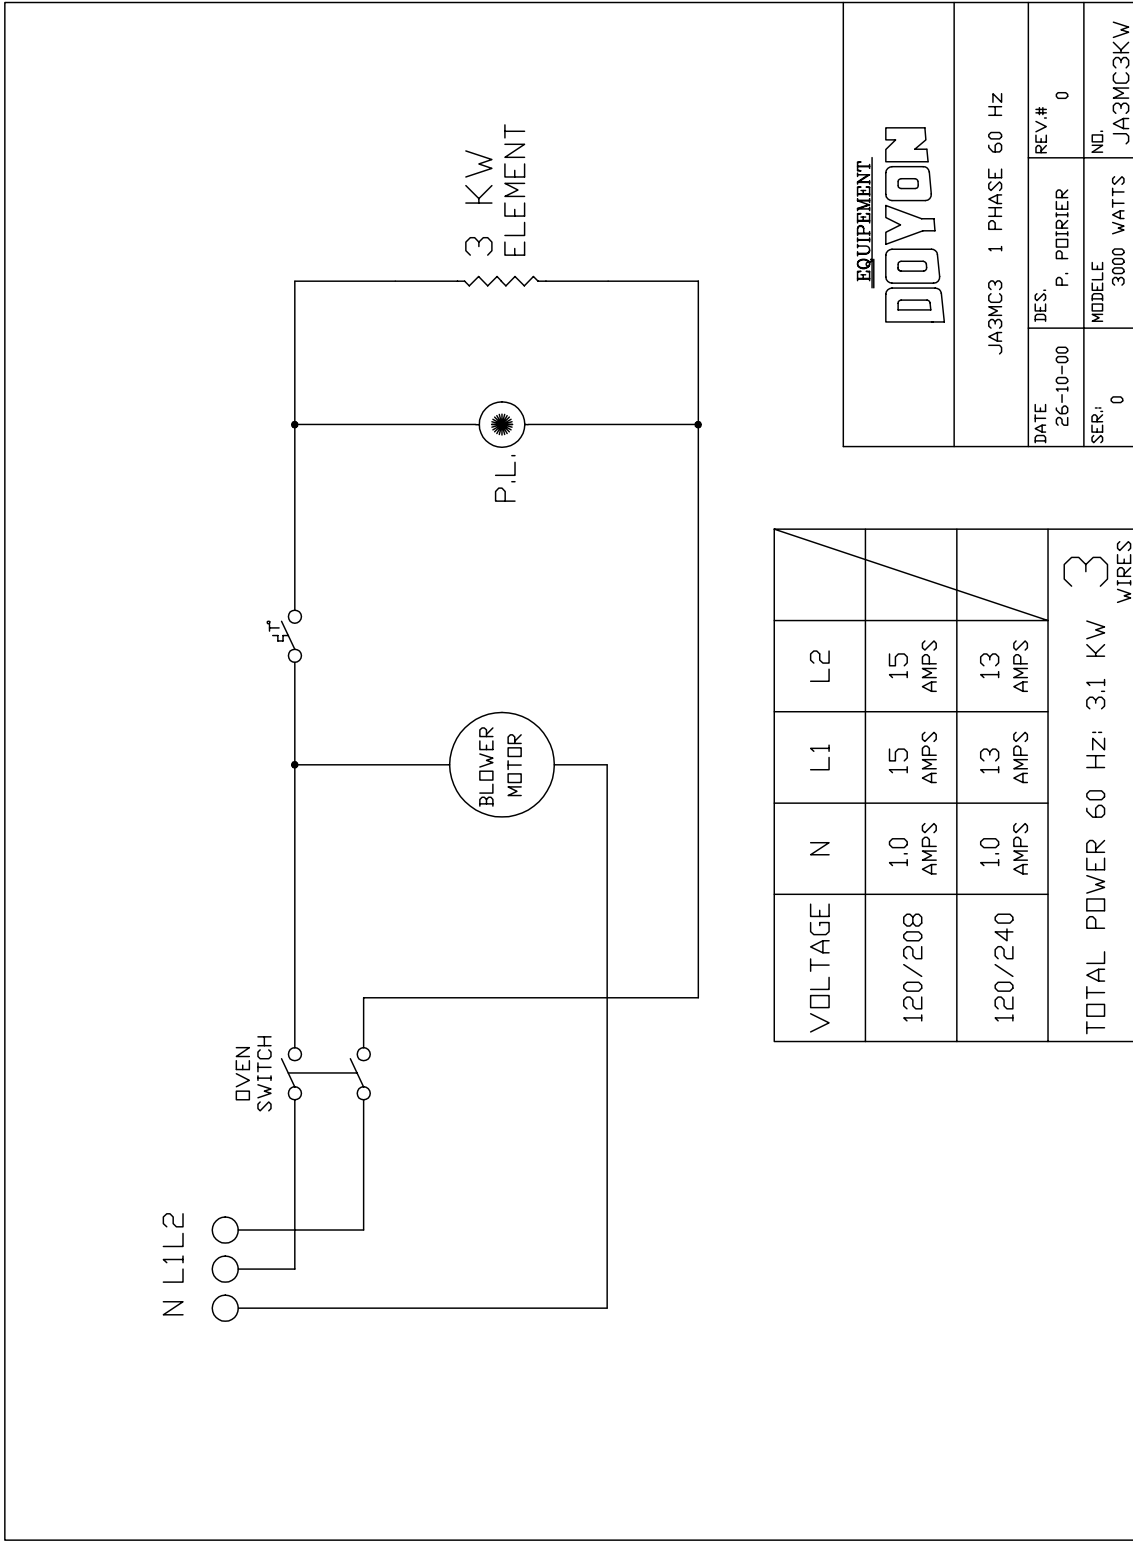 N L1 L2
OVEN
SWITCH
BLOWER
MOTOR
T
P.L.
3 KW
ELEMENT
VOLTAGE N L1 L2
120/208 1.0 AMPS 15 AMPS 15 AMPS
120/240 1.0 AMPS 13 AMPS 13 AMPS
TOTAL POWER 60 Hz: 3.1 KW 3 WIRES
EQUIPEMENT
DOYON
JA3MC3 1 PHASE 60 Hz
DATE DES. REV.#
26-10-00 P. POIRIER 0
SER.: MODELE NO.
0 3000 WATTS JA3MC3KW